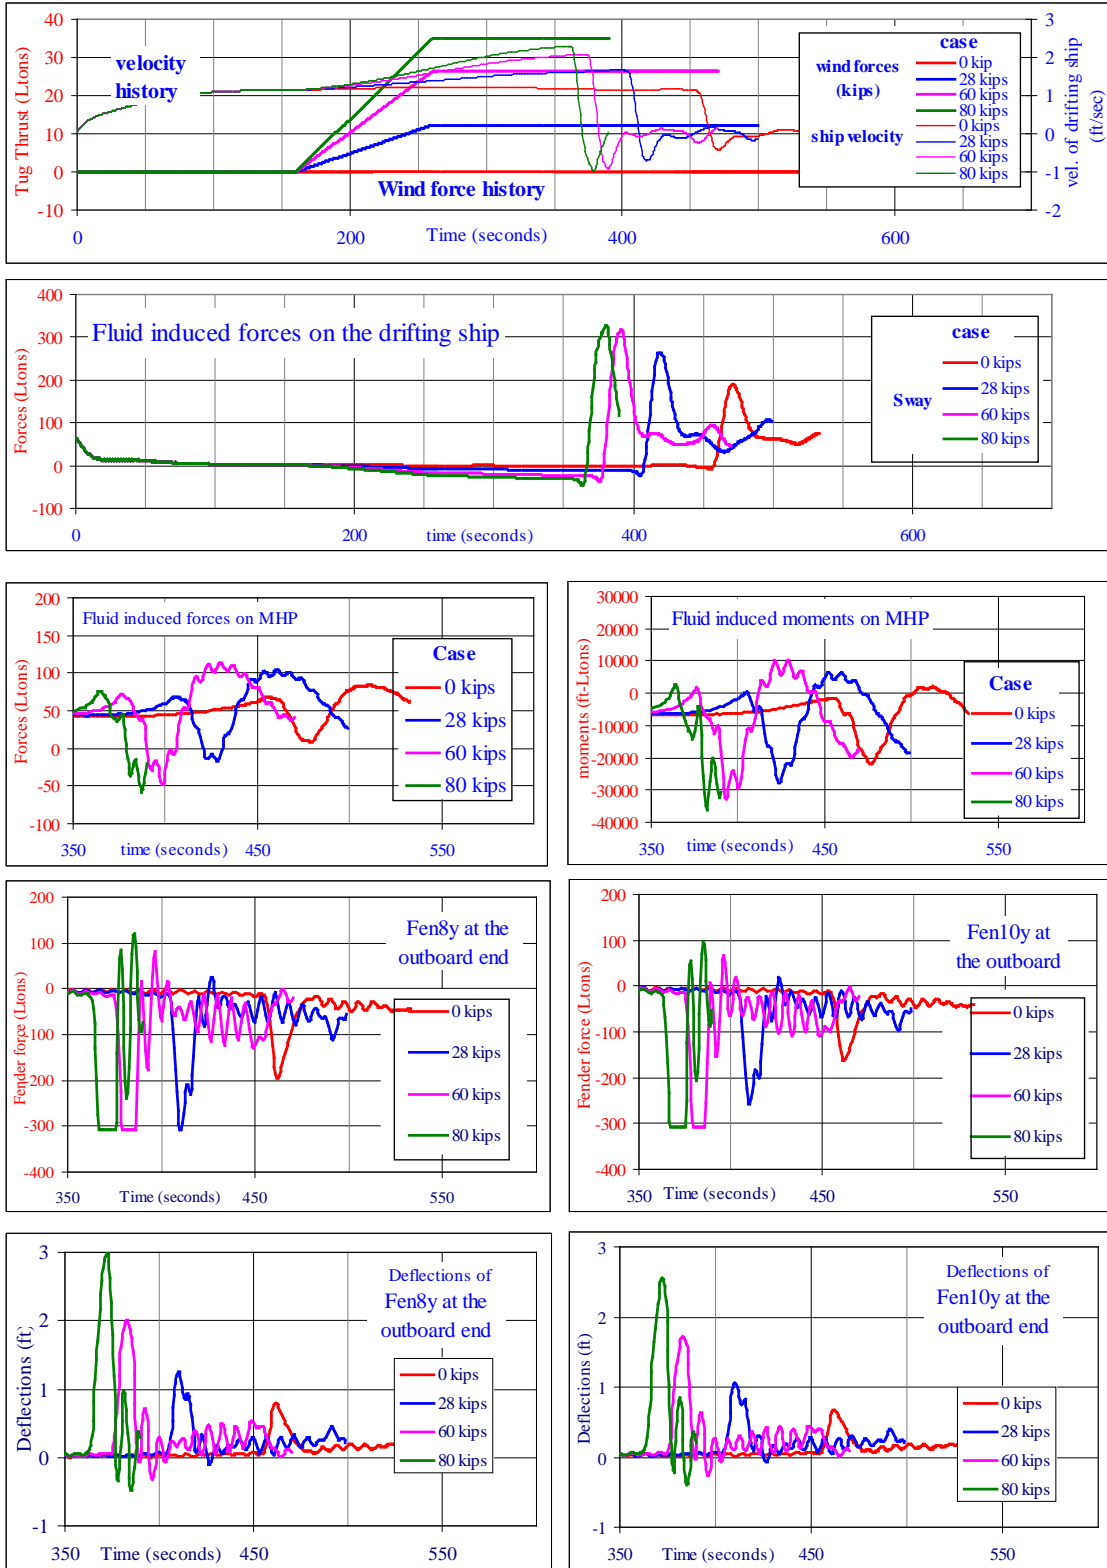 40
30
20
10
0
-10
Tug Thrust (Ltons)
velocity
history
Wind force history
case
wind forces
(kips)
0 kip
28 kips
60 kips
80 kips
ship velocity
0 kips
28 kips
60 kips
80 kips
3
2
1
0
-1
-2
vel. of drifting ship
(ft/sec)
0
200
Time (seconds)
400
600
400
300
200
100
0
-100
Forces (Ltons)
Fluid induced forces on the drifting ship
case
Sway
0 kips
28 kips
60 kips
80 kips
0
200
time (seconds)
400
600
200
150
100
50
0
-50
-100
Forces (Ltons)
Fluid induced forces on MHP
Case
0 kips
28 kips
60 kips
80 kips
350
time (seconds)
450
550
30000
20000
10000
0
-10000
-20000
-30000
-40000
moments (ft-Ltons)
Fluid induced moments on MHP
Case
0 kips
28 kips
60 kips
80 kips
350
time (seconds)
450
550
200
100
0
-100
-200
-300
-400
Fender force (Ltons)
Fen8y at the
outboard end
0 kips
28 kips
60 kips
80 kips
350
Time (seconds)
450
550
200
100
0
-100
-200
-300
-400
Fender force (Ltons)
Fen10y at
the outboard
0 kips
28 kips
60 kips
80 kips
350
Time (seconds)
450
550
3
2
1
0
-1
Deflections (ft)
Deflections of
Fen8y at the
outboard end
0 kips
28 kips
60 kips
80 kips
350
Time (seconds)
450
550
3
2
1
0
-1
Deflections (ft)
Deflections of
Fen10y at the
outboard end
0 kips
28 kips
60 kips
80 kips
350
Time (seconds)
450
550